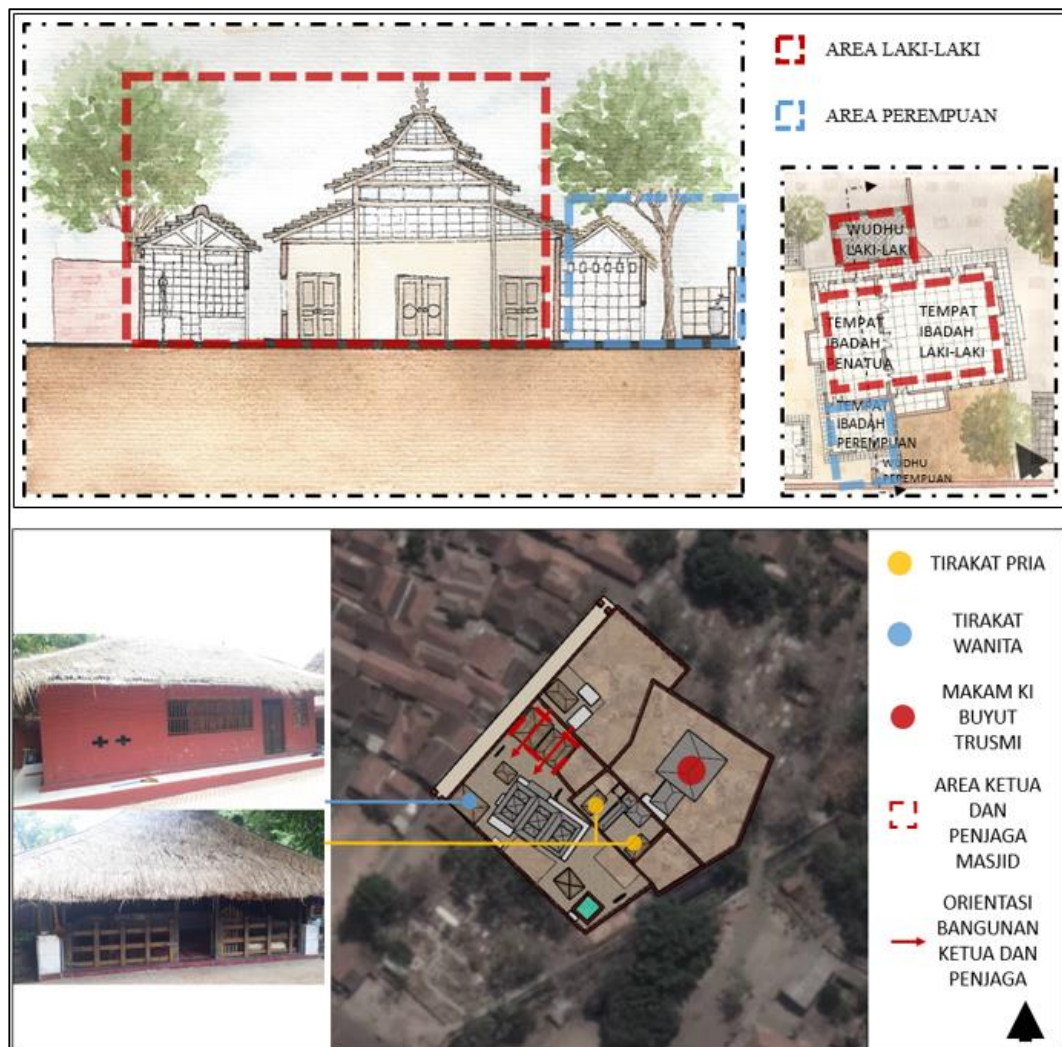 AREA LAKI-LAKI
AREA PEREMPUAN
WUDHU
LAKI-LAKI
TEMPAT
IBADAH
PENATUA
TEMPAT
IBADAH
LAKI-LAKI
TEMPAT
IBADAH
PEREMPUAN
WUDHU
PEREMPUAN
TIRAKAT PRIA
TIRAKAT
WANITA
MAKAM KI
BUYUT
TRUSMI
AREA KETUA
DAN
PENJAGA
MASJID
ORIENTASI
BANGUNAN
KETUA DAN
PENJAGA